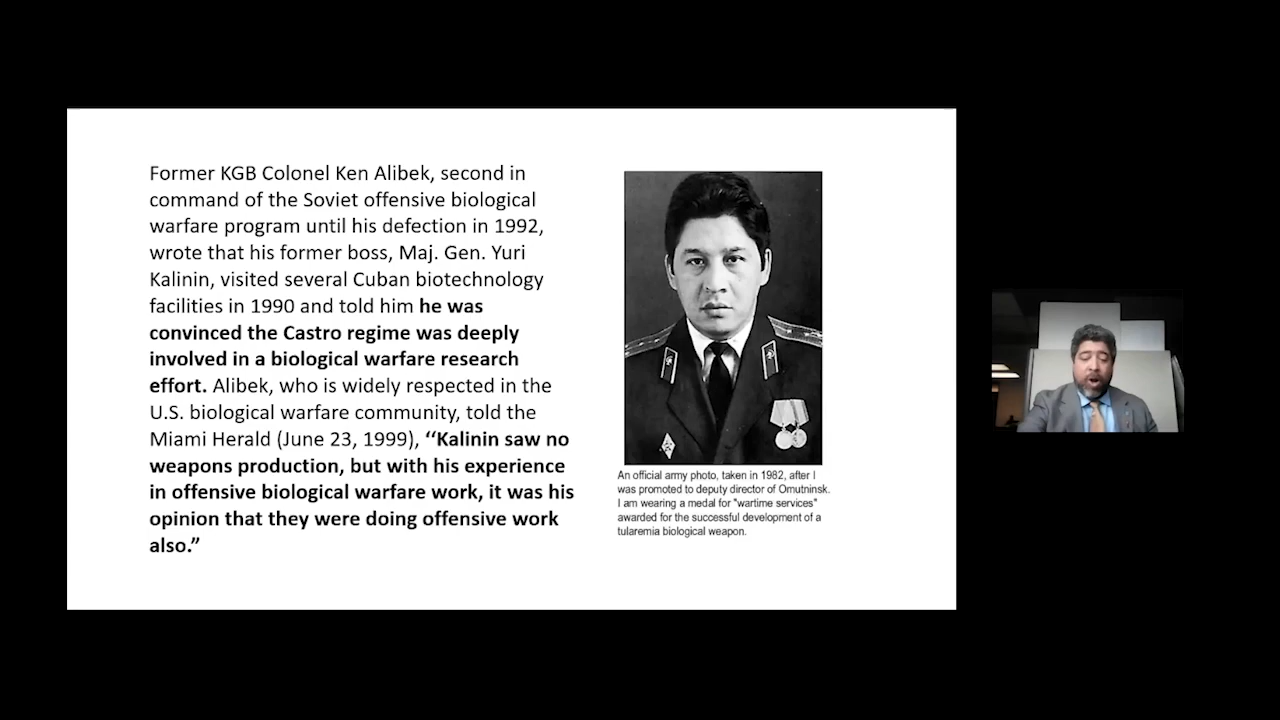 Former KGB Colonel Ken Alibek, second in
command of the Soviet offensive biological
warfare program until his defection in 1992,
wrote that his former boss, Maj. Gen. Yuri
Kalinin, visited several Cuban biotechnology
facilities in 1990 and told him he was
convinced the Castro regime was deeply
involved in a biological warfare research
effort. Alibek, who is widely respected in the
U.S. biological warfare community, told the
Miami Herald (June 23, 1999), ‘‘Kalinin saw no
weapons production, but with his experience
in offensive biological warfare work, it was his
opinion that they were doing offensive work
also.”
An official army photo, taken in 1982, after I
was promoted to deputy director of Omutninsk.
I am wearing a medal for "wartime services"
awarded for the successful development of a
tularemia biological weapon.